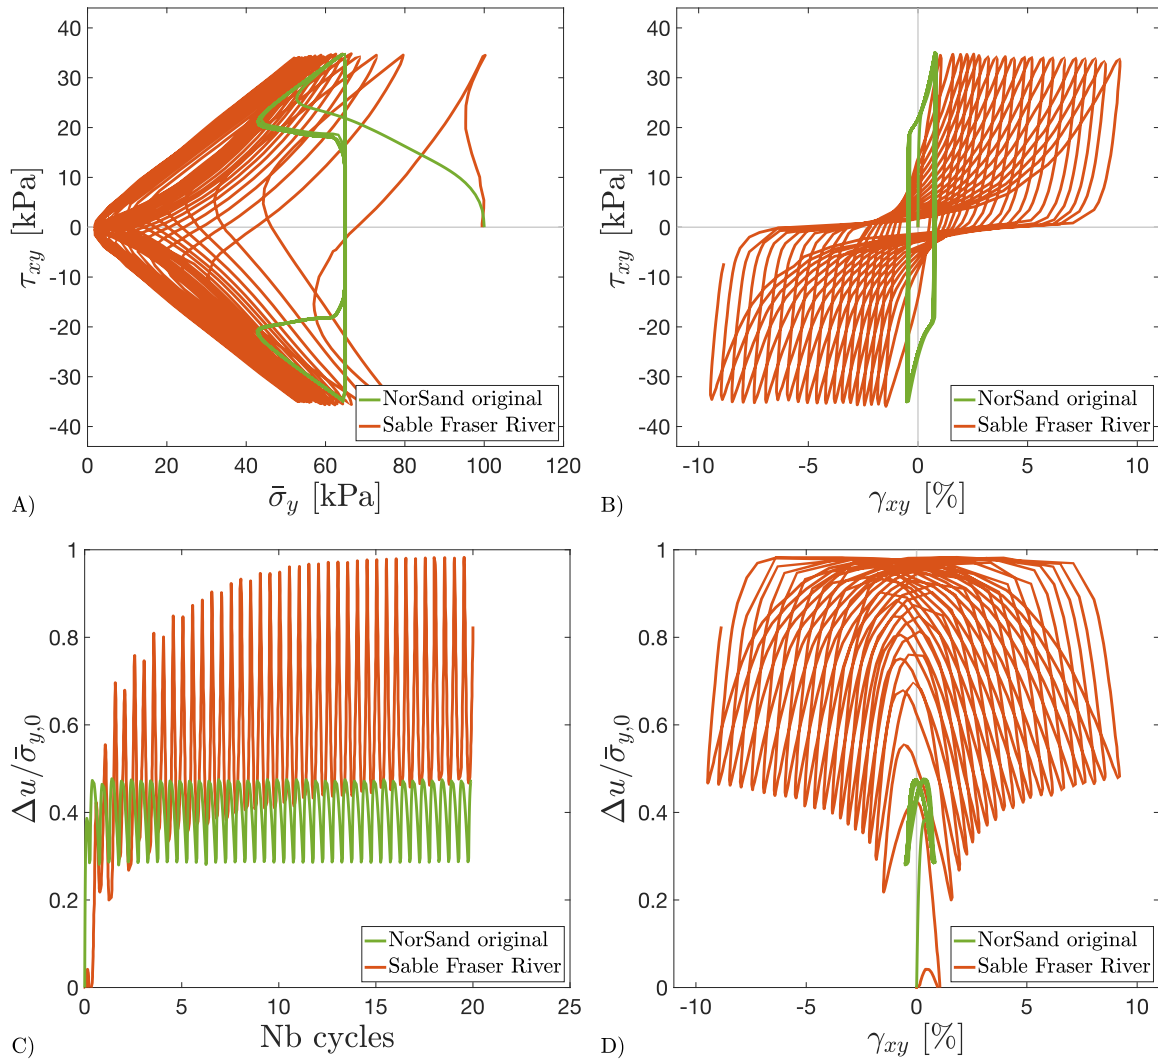 40
30
20
10
0
-10
-20
-30
-40
τxy [kPa]
0
20
40
60
80
100
120
σ̄y [kPa]
NorSand original
Sable Fraser River
A)
40
30
20
10
0
-10
-20
-30
-40
τxy [kPa]
-10
-5
0
5
10
γxy [%]
NorSand original
Sable Fraser River
B)
1
0.8
0.6
0.4
0.2
0
Δu/σ̄y,0
0
5
10
15
20
25
Nb cycles
NorSand original
Sable Fraser River
C)
1
0.8
0.6
0.4
0.2
0
Δu/σ̄y,0
-10
-5
0
5
10
γxy [%]
NorSand original
Sable Fraser River
D)